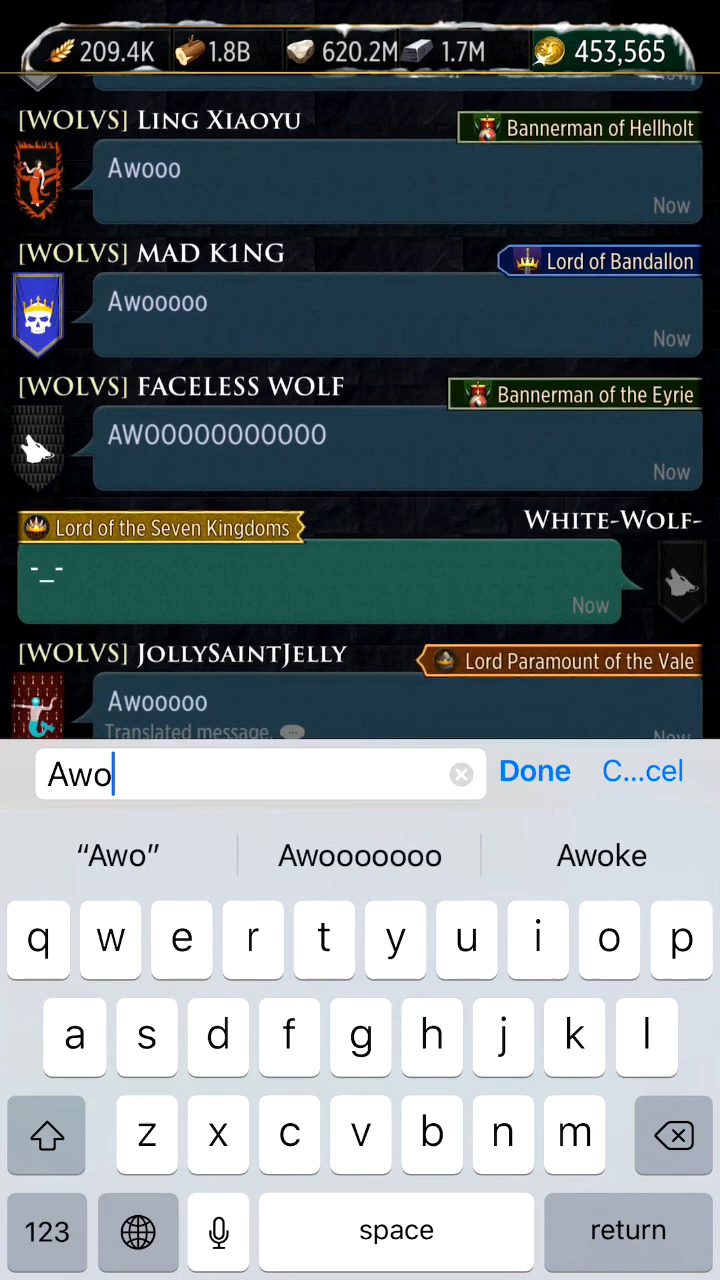 209.4K 1.8B 620.2M 1.7M 453,565
[WOLVS] LING XIAOYU
Bannerman of Hellholt
Awooo
Now
[WOLVS] MAD K1NG
Lord of Bandallon
Awooooo
Now
[WOLVS] FACELESS WOLF
Bannerman of the Eyrie
AWOOOOOOOOOOO
Now
Lord of the Seven Kingdoms
WHITE-WOLF-
-_-
Now
[WOLVS] JOLLYSAINTJELLY
Lord Paramount of the Vale
Awooooo
Translated message.
Now
Awo
Done C...cel
“Awo” Awooooooo Awoke
q w e r t y u i o p
a s d f g h j k l
z x c v b n m
123 space return